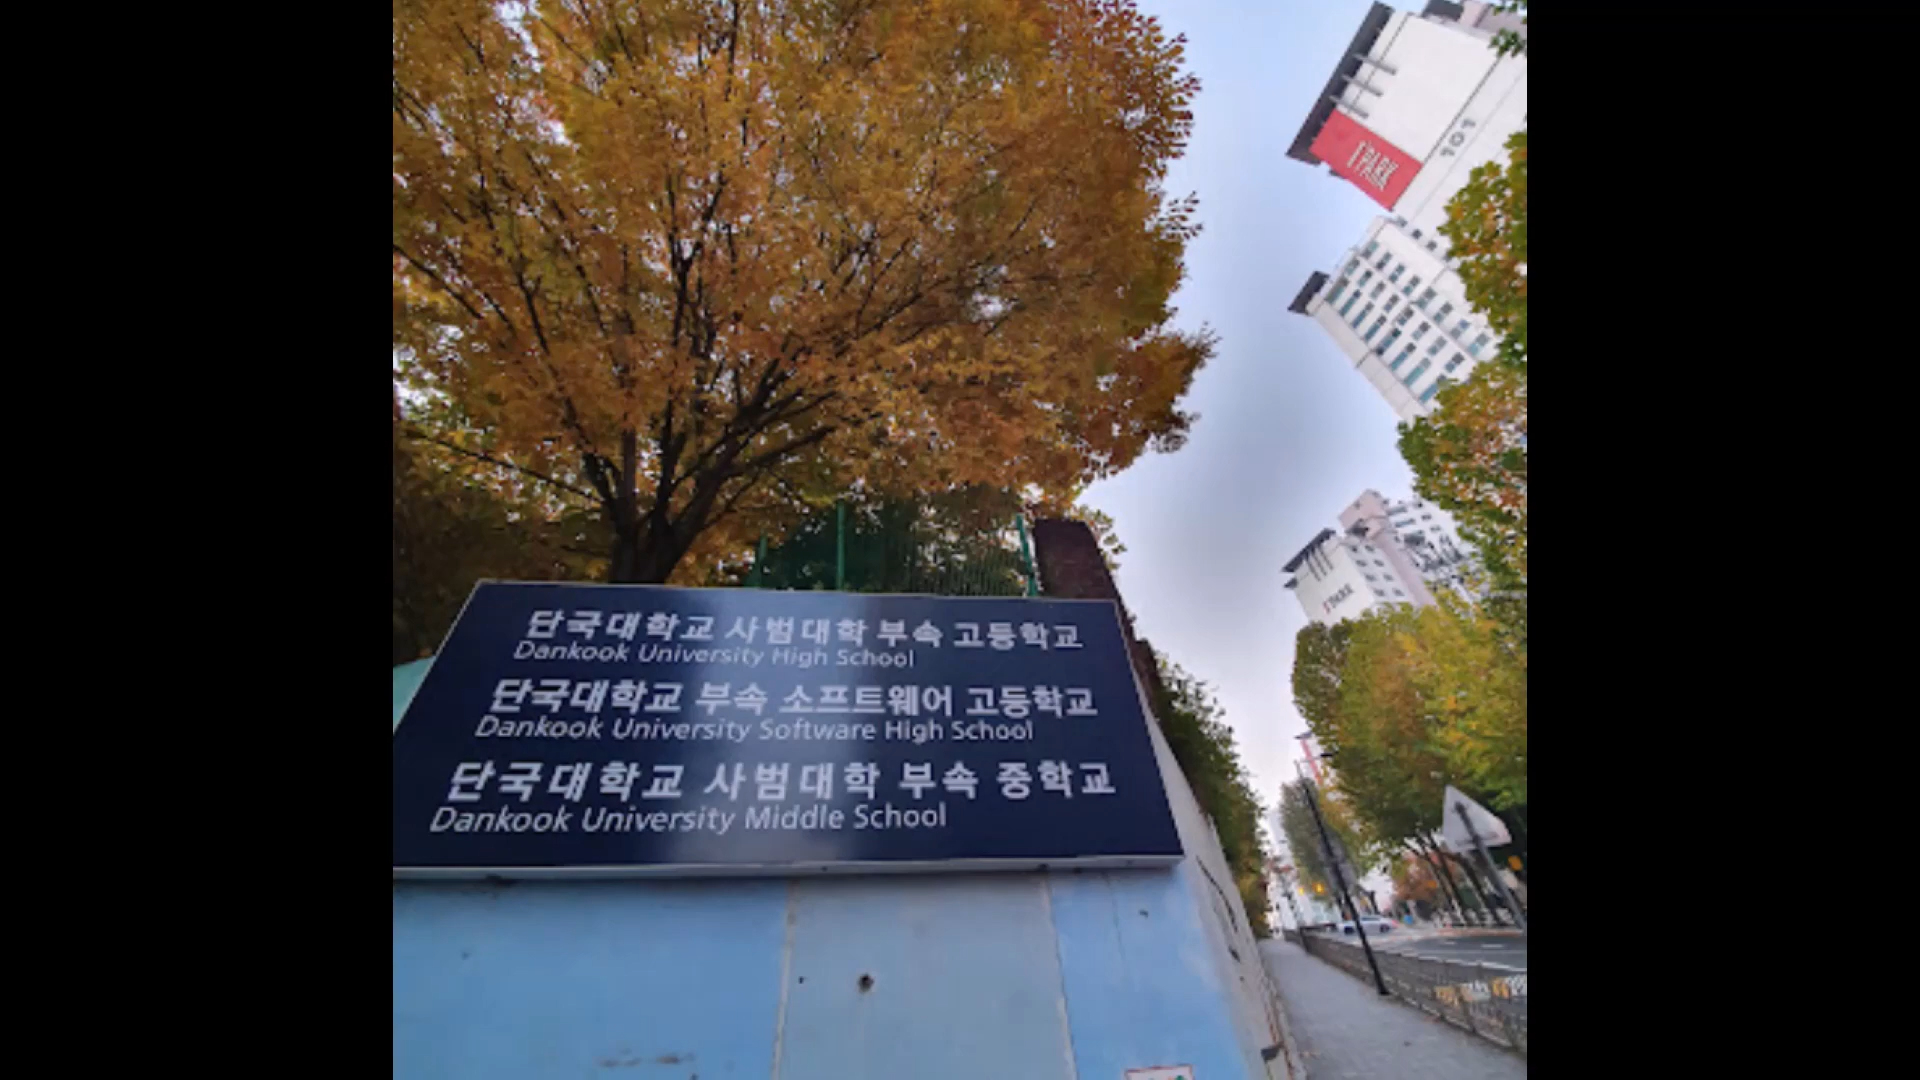 단국대학교 사범대학 부속 고등학교
Dankook University High School
단국대학교 부속 소프트웨어 고등학교
Dankook University Software High School
단국대학교 사범대학 부속 중학교
Dankook University Middle School
I'PARK
101
I'PARK